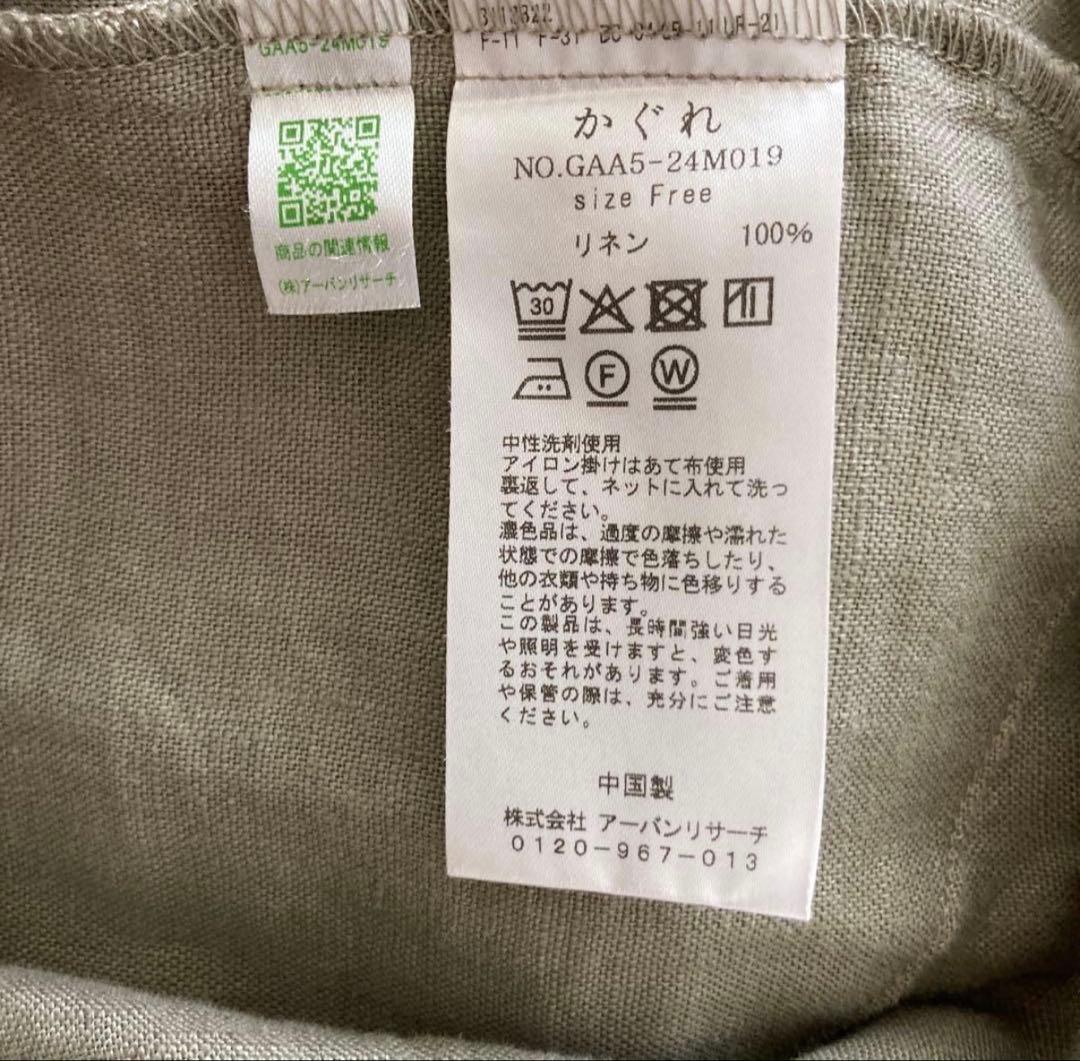 GAA5-24M019
商品の関連情報
(株)アーバンリサーチ
かぐれ
NO.GAA5-24M019
size Free
リネン 100%
30
F W
中性洗剤使用
アイロン掛けはあて布使用
裏返して、ネットに入れて洗っ
てください。
濃色品は、過度の摩擦や濡れた
状態での摩擦で色落ちしたり、
他の衣類や持ち物に色移りする
ことがあります。
この製品は、長時間強い日光
や照明を受けますと、変色す
るおそれがあります。ご着用
や保管の際は、充分にご注意
ください。
中国製
株式会社 アーバンリサーチ
0120-967-013